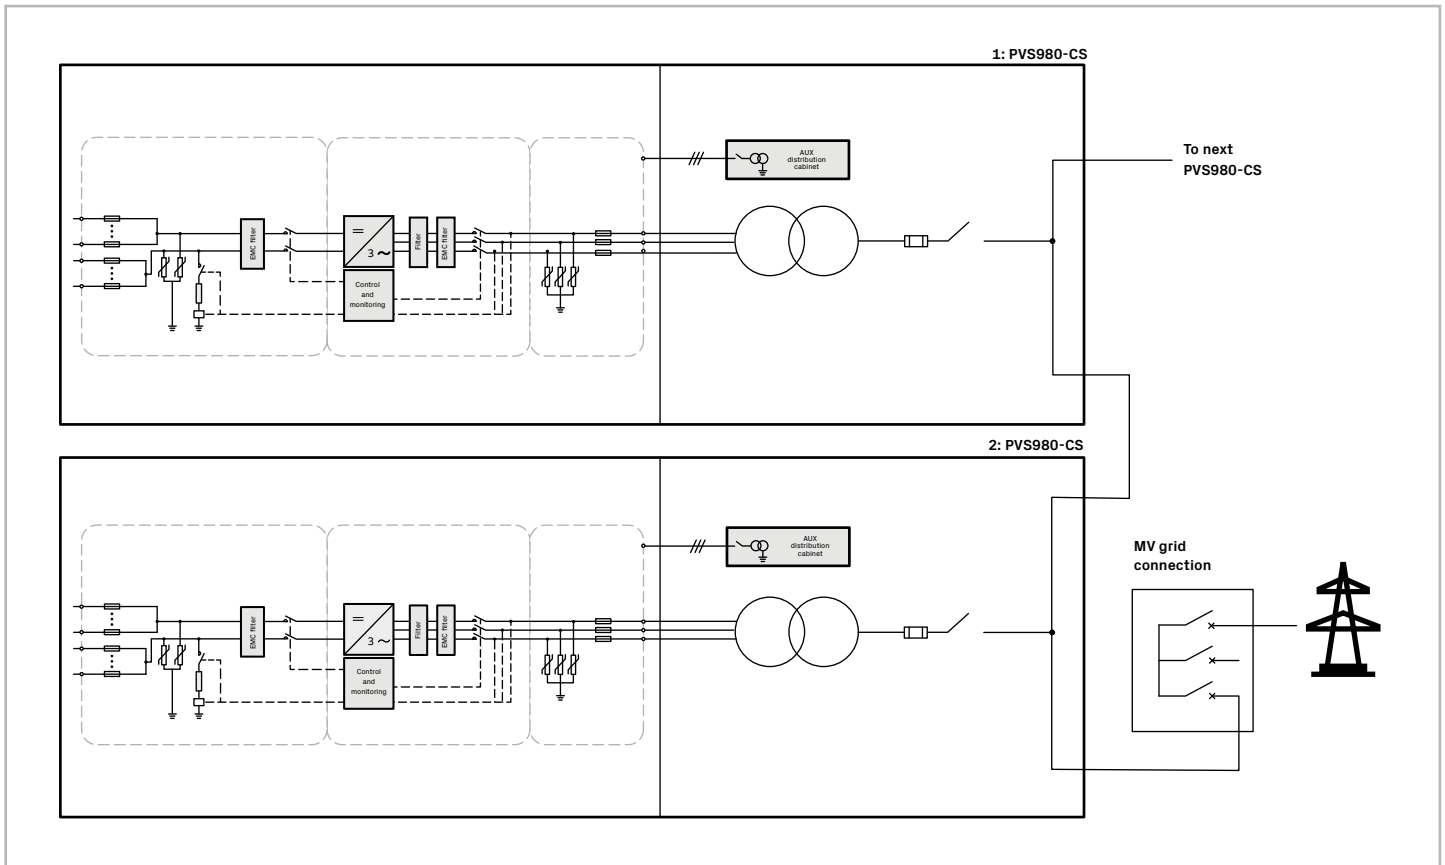 1: PVS980-CS
AUX
distribution
cabinet
To next
PVS980-CS
EMC filter
3
Filter
EMC filter
Control
and
monitoring
2: PVS980-CS
AUX
distribution
cabinet
MV grid
connection
EMC filter
3
Filter
EMC filter
Control
and
monitoring